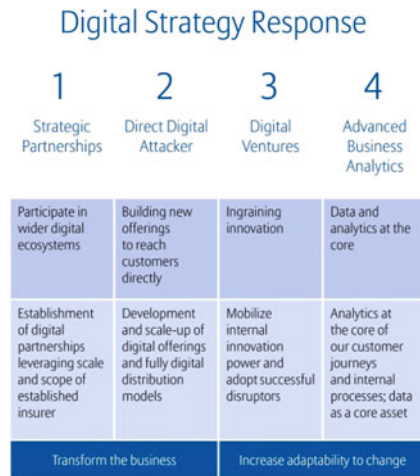 Digital Strategy Response
1
Strategic
Partnerships
2
Direct Digital
Attacker
3
Digital
Ventures
4
Advanced
Business
Analytics
Participate in
wider digital
ecosystems
Building new
offerings
to reach
customers
directly
Ingraining
innovation
Data and
analytics at the
core
Establishment
of digital
partnerships
leveraging scale
and scope of
established
insurer
Development
and scale-up of
digital offerings
and fully digital
distribution
models
Mobilize
internal
innovation
power and
adopt successful
disruptors
Analytics at
the core of
our customer
journeys
and internal
processes; data
as a core asset
Transform the business
Increase adaptability to change